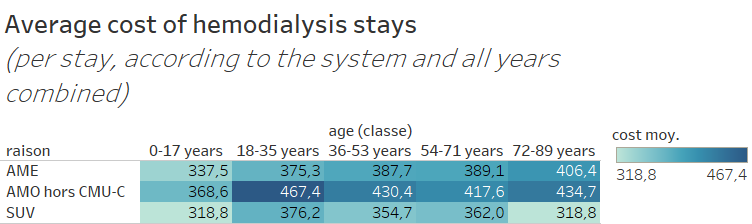 Average cost of hemodialysis stays
(per stay, according to the system and all years
combined)
age (classe)
raison 0-17 years 18-35 years 36-53 years 54-71 years 72-89 years
AME 337,5 375,3 387,7 389,1 406,4
AMO hors CMU-C 368,6 467,4 430,4 417,6 434,7
SUV 318,8 376,2 354,7 362,0 318,8
cost moy.
318,8 467,4